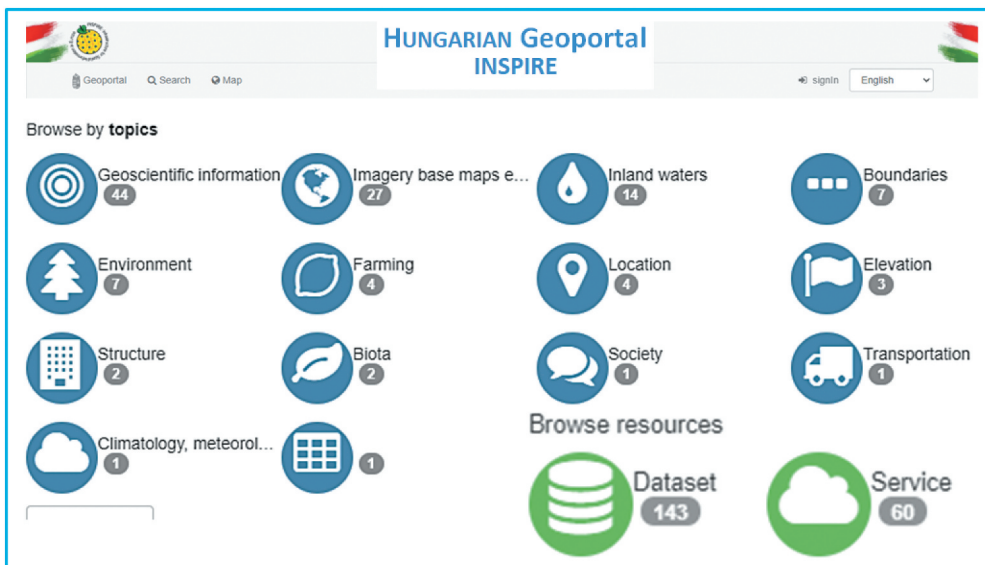 HUNGARIAN Geoportal
INSPIRE
Geoportal Search Map signIn English
Browse by topics
Geoscientific information
44
Imagery base maps e...
27
Inland waters
14
Boundaries
7
Environment
7
Farming
4
Location
4
Elevation
3
Structure
2
Biota
2
Society
1
Transportation
1
Climatology, meteorol...
1
1
Browse resources
Dataset
143
Service
60